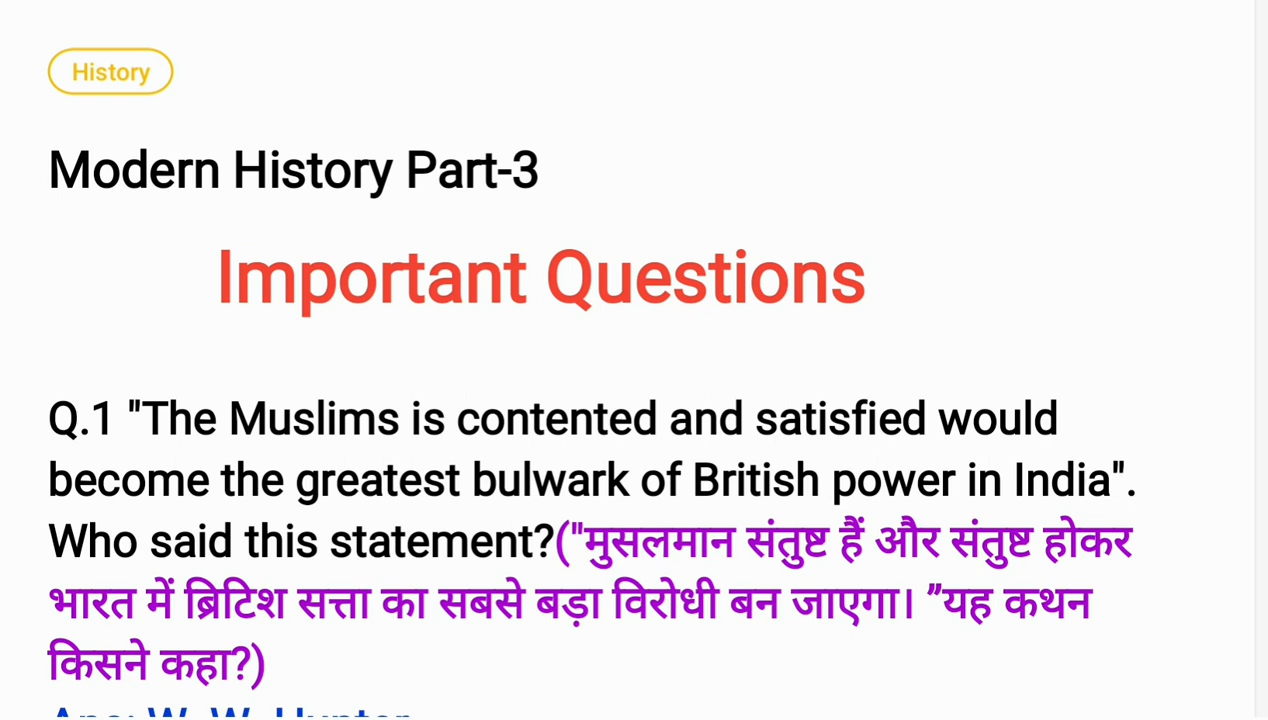 History
Modern History Part-3
Important Questions
Q.1 "The Muslims is contented and satisfied would
become the greatest bulwark of British power in India".
Who said this statement?("मुसलमान संतुष्ट हैं और संतुष्ट होकर
भारत में ब्रिटिश सत्ता का सबसे बड़ा विरोधी बन जाएगा। ”यह कथन
किसने कहा?)
Ans: W. W. Hunter